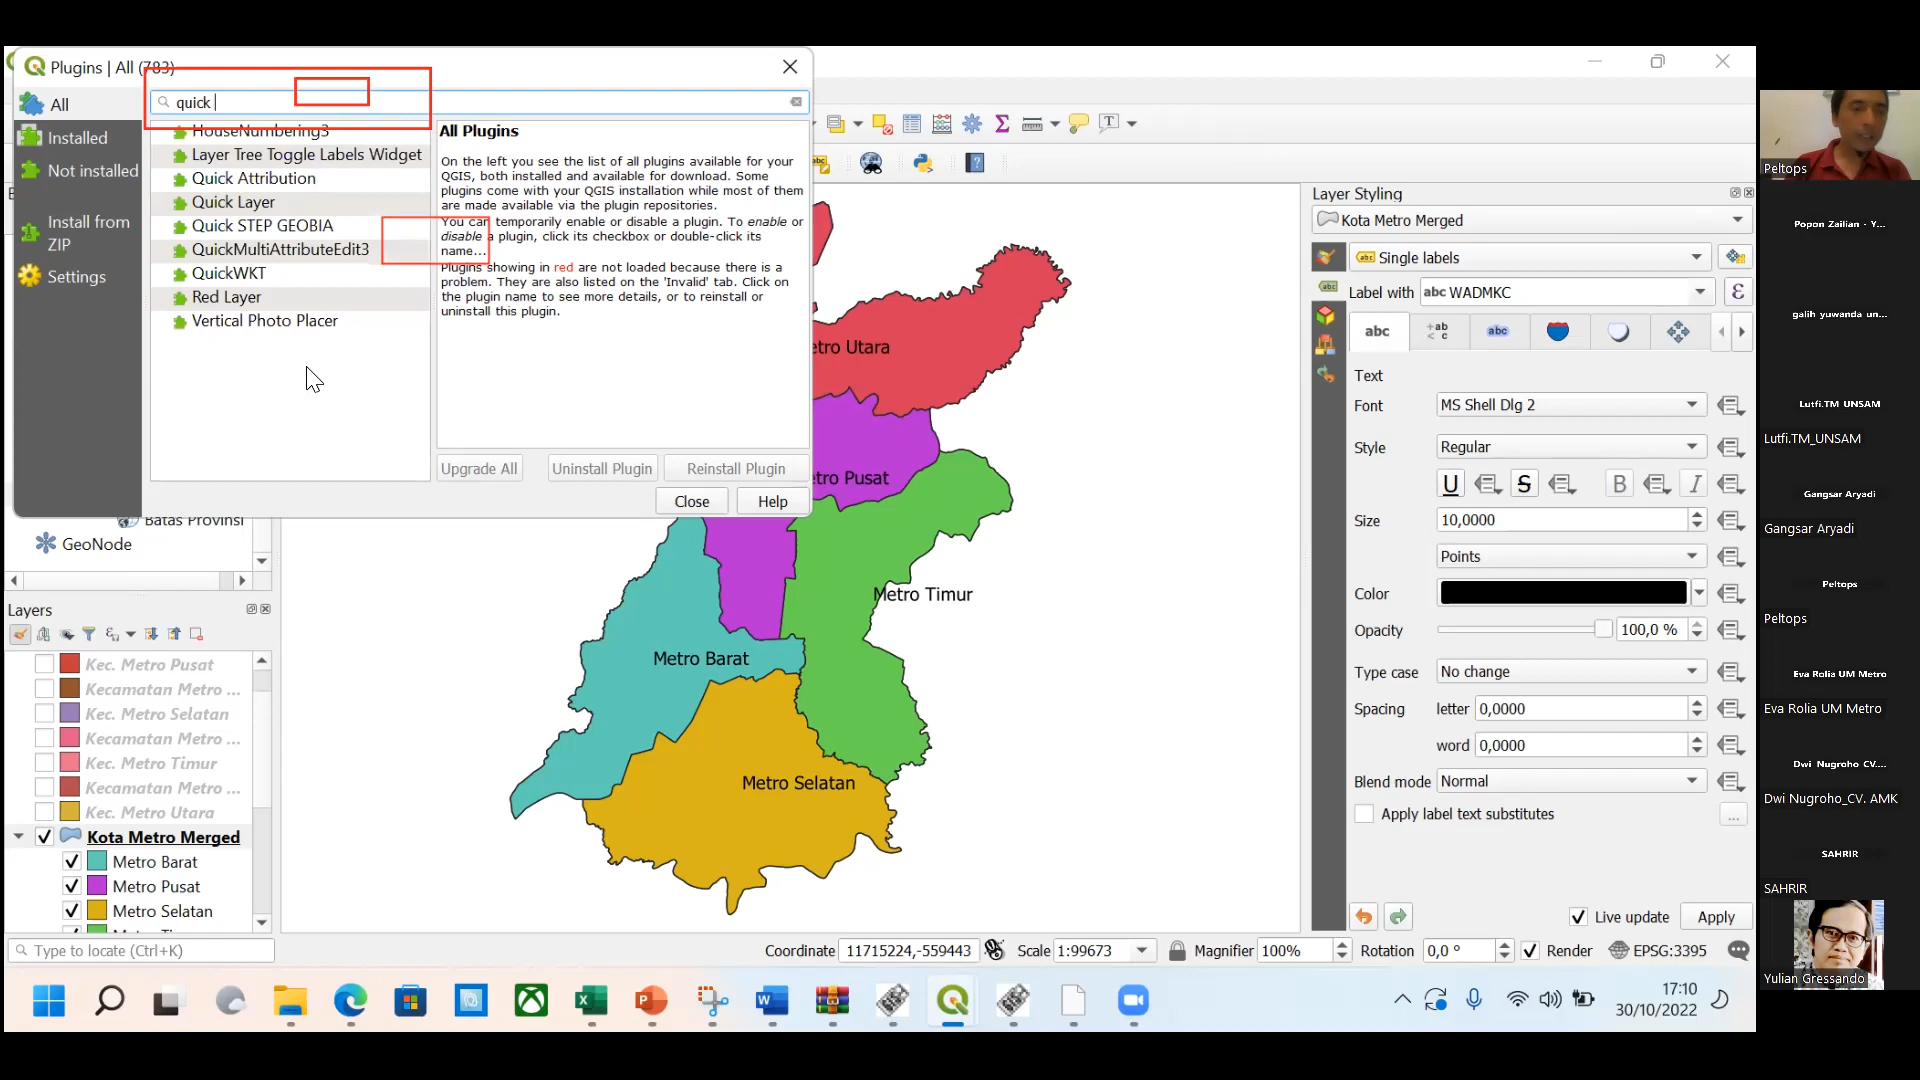 Plugins | All (783)
All
Installed
Not installed
Install from
ZIP
Settings
quick
HouseNumbering3
Layer Tree Toggle Labels Widget
Quick Attribution
Quick Layer
Quick STEP GEOBIA
QuickMultiAttributeEdit3
QuickWKT
Red Layer
Vertical Photo Placer
All Plugins
On the left you see the list of all plugins available for your
QGIS, both installed and available for download. Some
plugins come with your QGIS installation while most of them
are made available via the plugin repositories.
You can temporarily enable or disable a plugin. To enable or
disable a plugin, click its checkbox or double-click its
name...
Plugins showing in red are not loaded because there is a
problem. They are also listed on the 'Invalid' tab. Click on
the plugin name to see more details, or to reinstall or
uninstall this plugin.
Upgrade All
Uninstall Plugin
Reinstall Plugin
Close
Help
Batas Provinsi
GeoNode
Layers
Kec. Metro Pusat
Kecamatan Metro ...
Kec. Metro Selatan
Kecamatan Metro ...
Kec. Metro Timur
Kecamatan Metro ...
Kec. Metro Utara
Kota Metro Merged
Metro Barat
Metro Pusat
Metro Selatan
Type to locate (Ctrl+K)
etro Utara
etro Pusat
Metro Timur
Metro Barat
Metro Selatan
Layer Styling
Kota Metro Merged
Single labels
Label with
abc WADMKC
ε
abc
+ab
< c
abc
Text
Font
MS Shell Dlg 2
Style
Regular
U
S
B
I
Size
10,0000
Points
Color
Opacity
100,0 %
Type case
No change
Spacing
letter
0,0000
word
0,0000
Blend mode
Normal
Apply label text substitutes
...
Live update
Apply
Coordinate
11715224,-559443
Scale
1:99673
Magnifier
100%
Rotation
0,0 °
Render
EPSG:3395
17:10
30/10/2022
Peltops
Popon Zailian - Y...
galih yuwanda un...
Lutfi.TM UNSAM
Lutfi.TM_UNSAM
Gangsar Aryadi
Gangsar Aryadi
Peltops
Peltops
Eva Rolia UM Metro
Eva Rolia UM Metro
Dwi Nugroho CV....
Dwi Nugroho_CV. AMK
SAHRIR
SAHRIR
Yulian Gressando